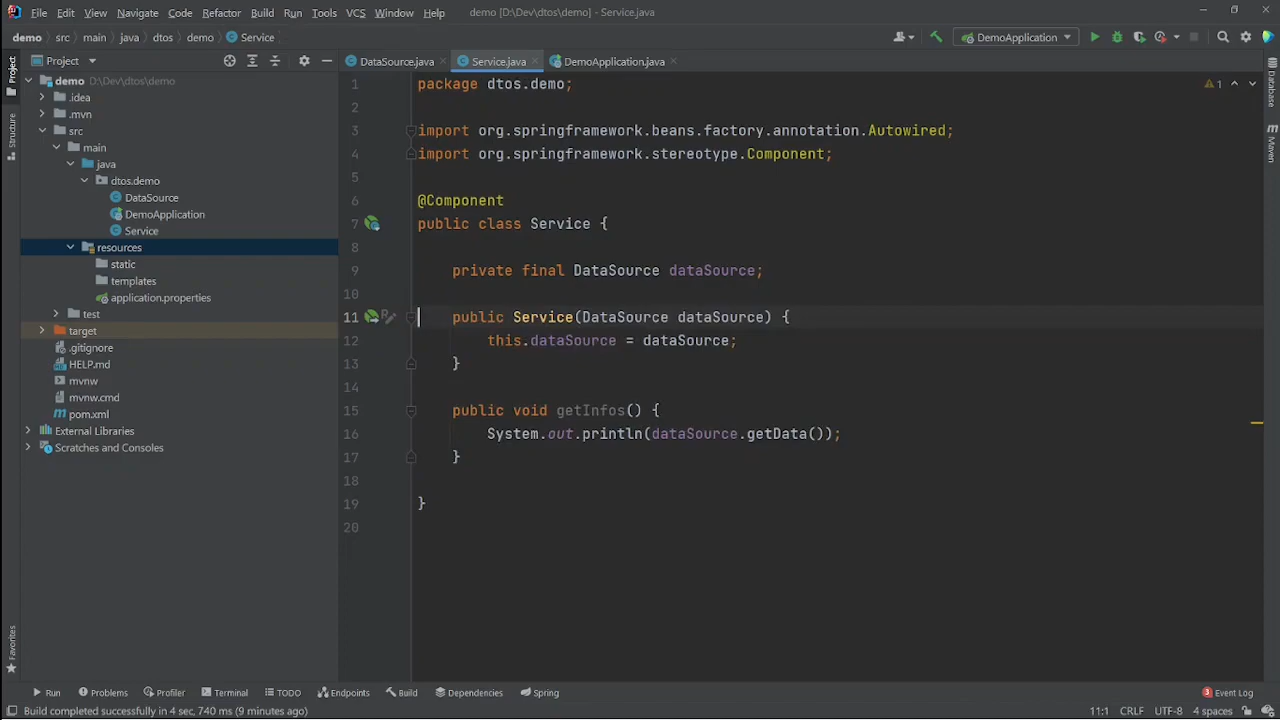 File Edit View Navigate Code Refactor Build Run Tools VCS Window Help demo [D:\Dev\dtos\demo] - Service.java
demo src main java dtos demo Service DemoApplication
Project
DataSource.java Service.java DemoApplication.java
demo D:\Dev\dtos\demo
.idea
.mvn
src
main
java
dtos.demo
DataSource
DemoApplication
Service
resources
static
templates
application.properties
test
target
.gitignore
HELP.md
mvnw
mvnw.cmd
pom.xml
External Libraries
Scratches and Consoles
Project
Structure
Favorites
1 package dtos.demo;
2
3 import org.springframework.beans.factory.annotation.Autowired;
4 import org.springframework.stereotype.Component;
5
6 @Component
7 public class Service {
8
9 private final DataSource dataSource;
10
11 public Service(DataSource dataSource) {
12 this.dataSource = dataSource;
13 }
14
15 public void getInfos() {
16 System.out.println(dataSource.getData());
17 }
18
19 }
20
1
Database
Maven
Run Problems Profiler Terminal TODO Endpoints Build Dependencies Spring 3 Event Log
Build completed successfully in 4 sec, 740 ms (9 minutes ago) 11:1 CRLF UTF-8 4 spaces